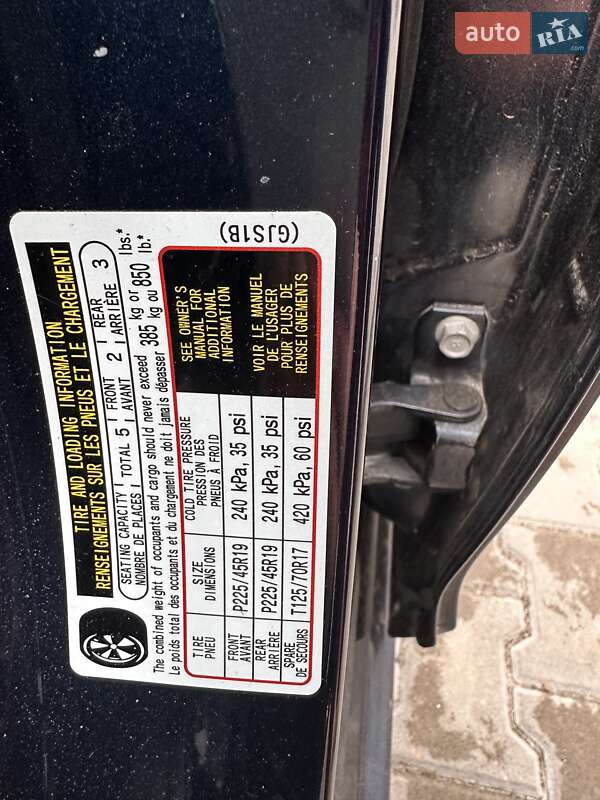 auto RIA .com
(GJS1B)
TIRE AND LOADING INFORMATION
RENSEIGNEMENTS SUR LES PNEUS ET LE CHARGEMENT
SEATING CAPACITY TOTAL 5 FRONT 2 REAR 3
NOMBRE DE PLACES AVANT ARRIÈRE
The combined weight of occupants and cargo should never exceed 385 kg or 850 lbs.*
Le poids total des occupants et du chargement ne doit jamais dépasser 385 kg ou 850 lb.*
TIRE PNEU
SIZE DIMENSIONS
COLD TIRE PRESSURE
PRESSION DES
PNEUS À FROID
FRONT AVANT P225/45R19 240 kPa, 35 psi
REAR ARRIÈRE P225/45R19 240 kPa, 35 psi
SPARE DE SECOURS T125/70R17 420 kPa, 60 psi
SEE OWNER'S
MANUAL FOR
ADDITIONAL
INFORMATION
VOIR LE MANUEL
DE L'USAGER
POUR PLUS DE
RENSEIGNEMENTS